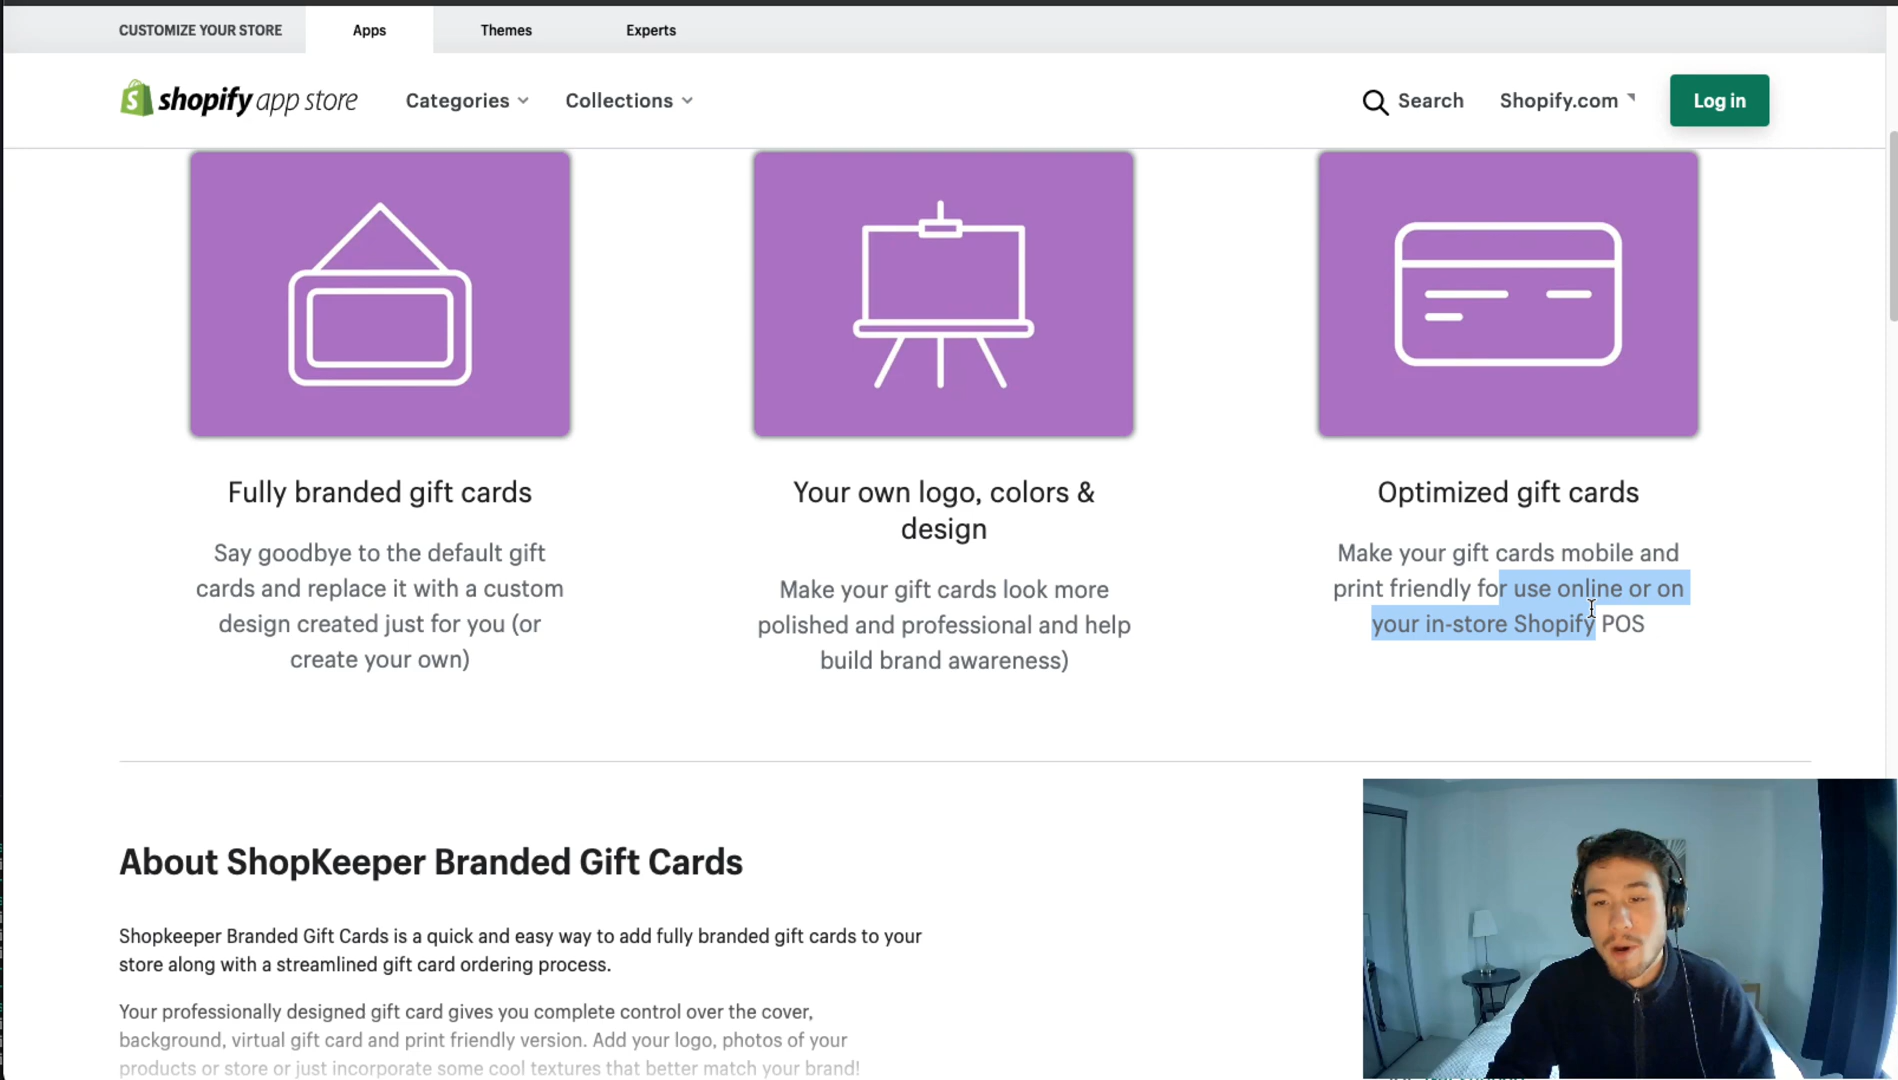 CUSTOMIZE YOUR STORE Apps Themes Experts
shopify app store Categories Collections Search Shopify.com Log in
Fully branded gift cards
Say goodbye to the default gift
cards and replace it with a custom
design created just for you (or
create your own)
Your own logo, colors &
design
Make your gift cards look more
polished and professional and help
build brand awareness)
Optimized gift cards
Make your gift cards mobile and
print friendly for use online or on
your in-store Shopify POS
About ShopKeeper Branded Gift Cards
Shopkeeper Branded Gift Cards is a quick and easy way to add fully branded gift cards to your
store along with a streamlined gift card ordering process.
Your professionally designed gift card gives you complete control over the cover,
background, virtual gift card and print friendly version. Add your logo, photos of your
products or store or just incorporate some cool textures that better match your brand!